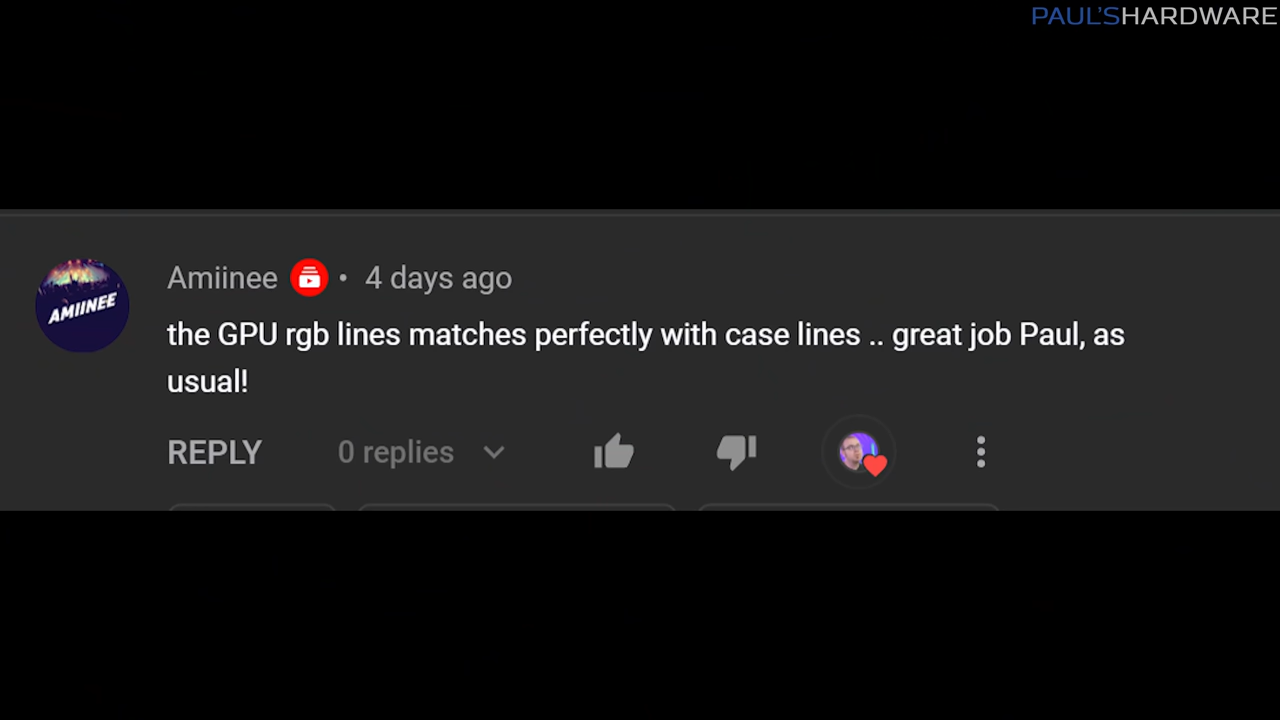 PAUL'SHARDWARE
AMIINEE
Amiinee • 4 days ago
the GPU rgb lines matches perfectly with case lines .. great job Paul, as
usual!
REPLY 0 replies